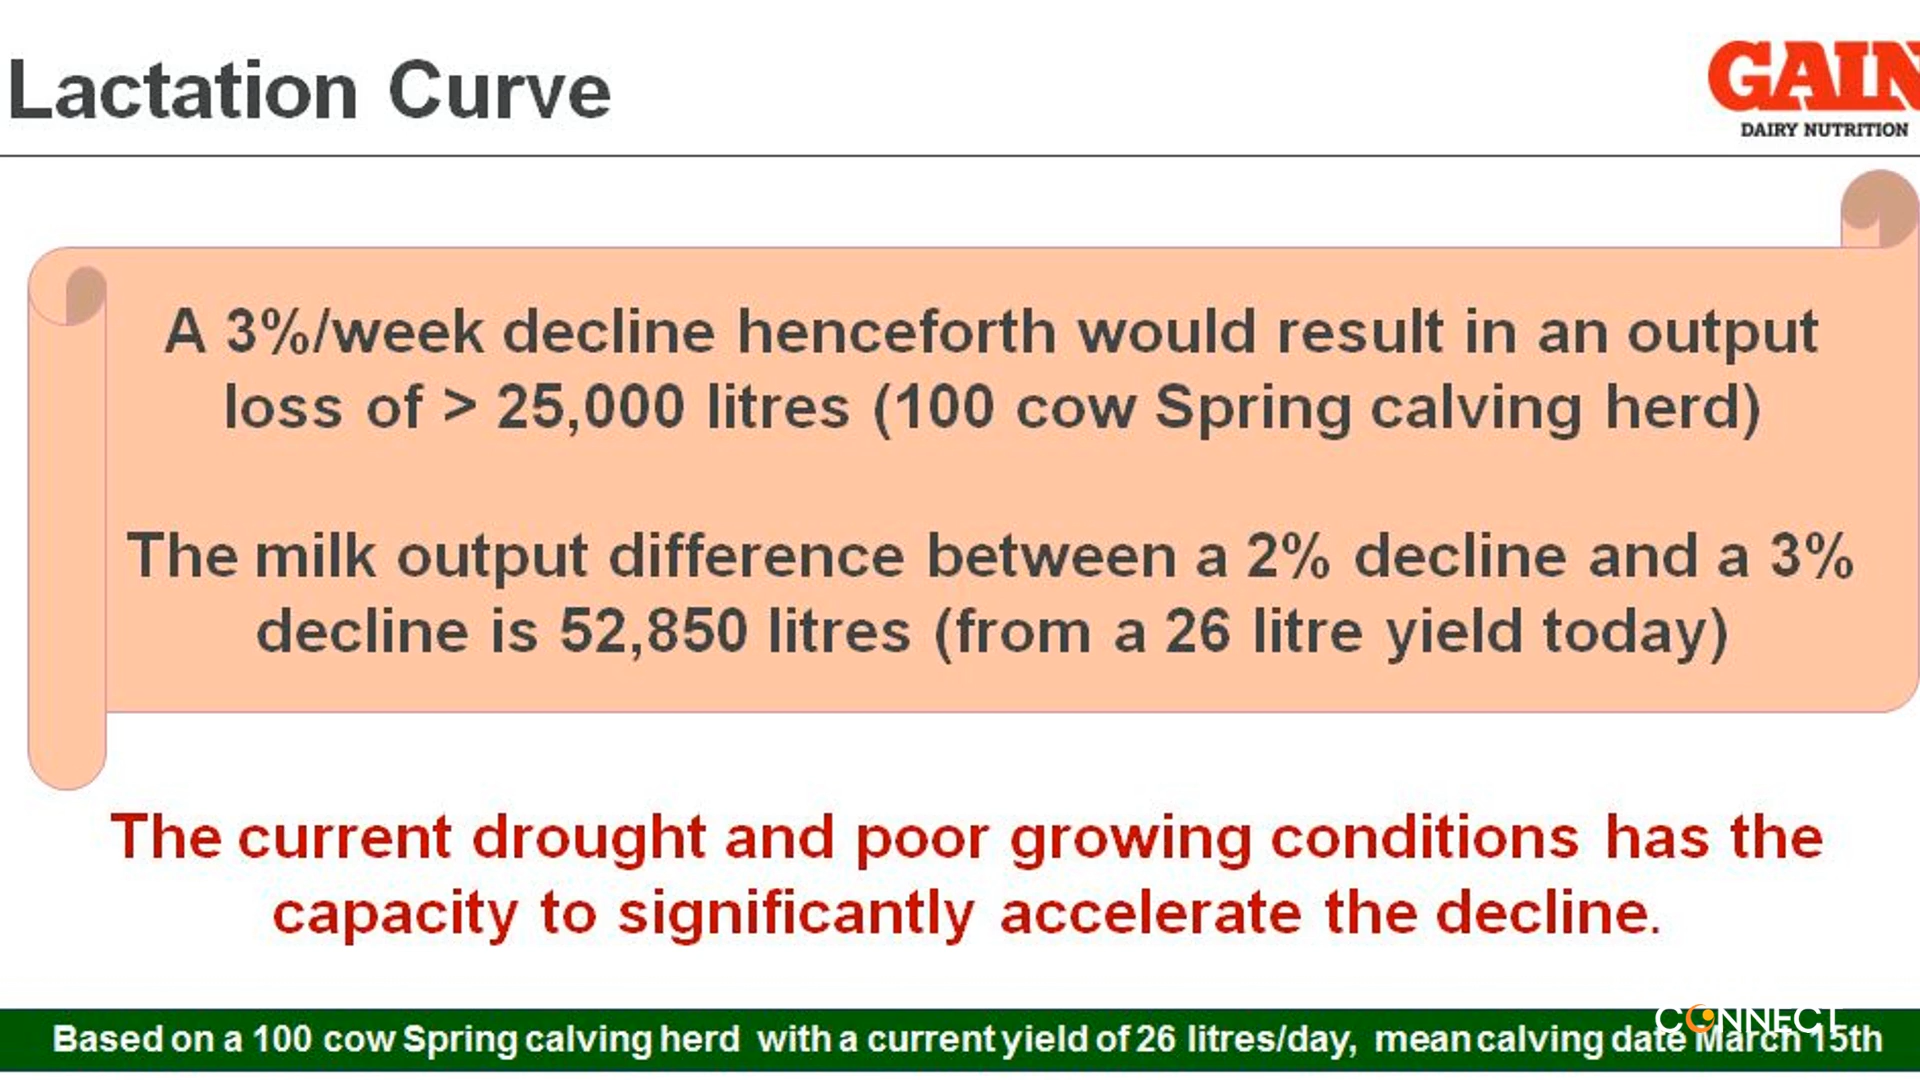 Lactation Curve
GAIN
DAIRY NUTRITION
A 3%/week decline henceforth would result in an output
loss of > 25,000 litres (100 cow Spring calving herd)
The milk output difference between a 2% decline and a 3%
decline is 52,850 litres (from a 26 litre yield today)
The current drought and poor growing conditions has the
capacity to significantly accelerate the decline.
CONNECT
Based on a 100 cow Spring calving herd with a current yield of 26 litres/day, mean calving date March 15th